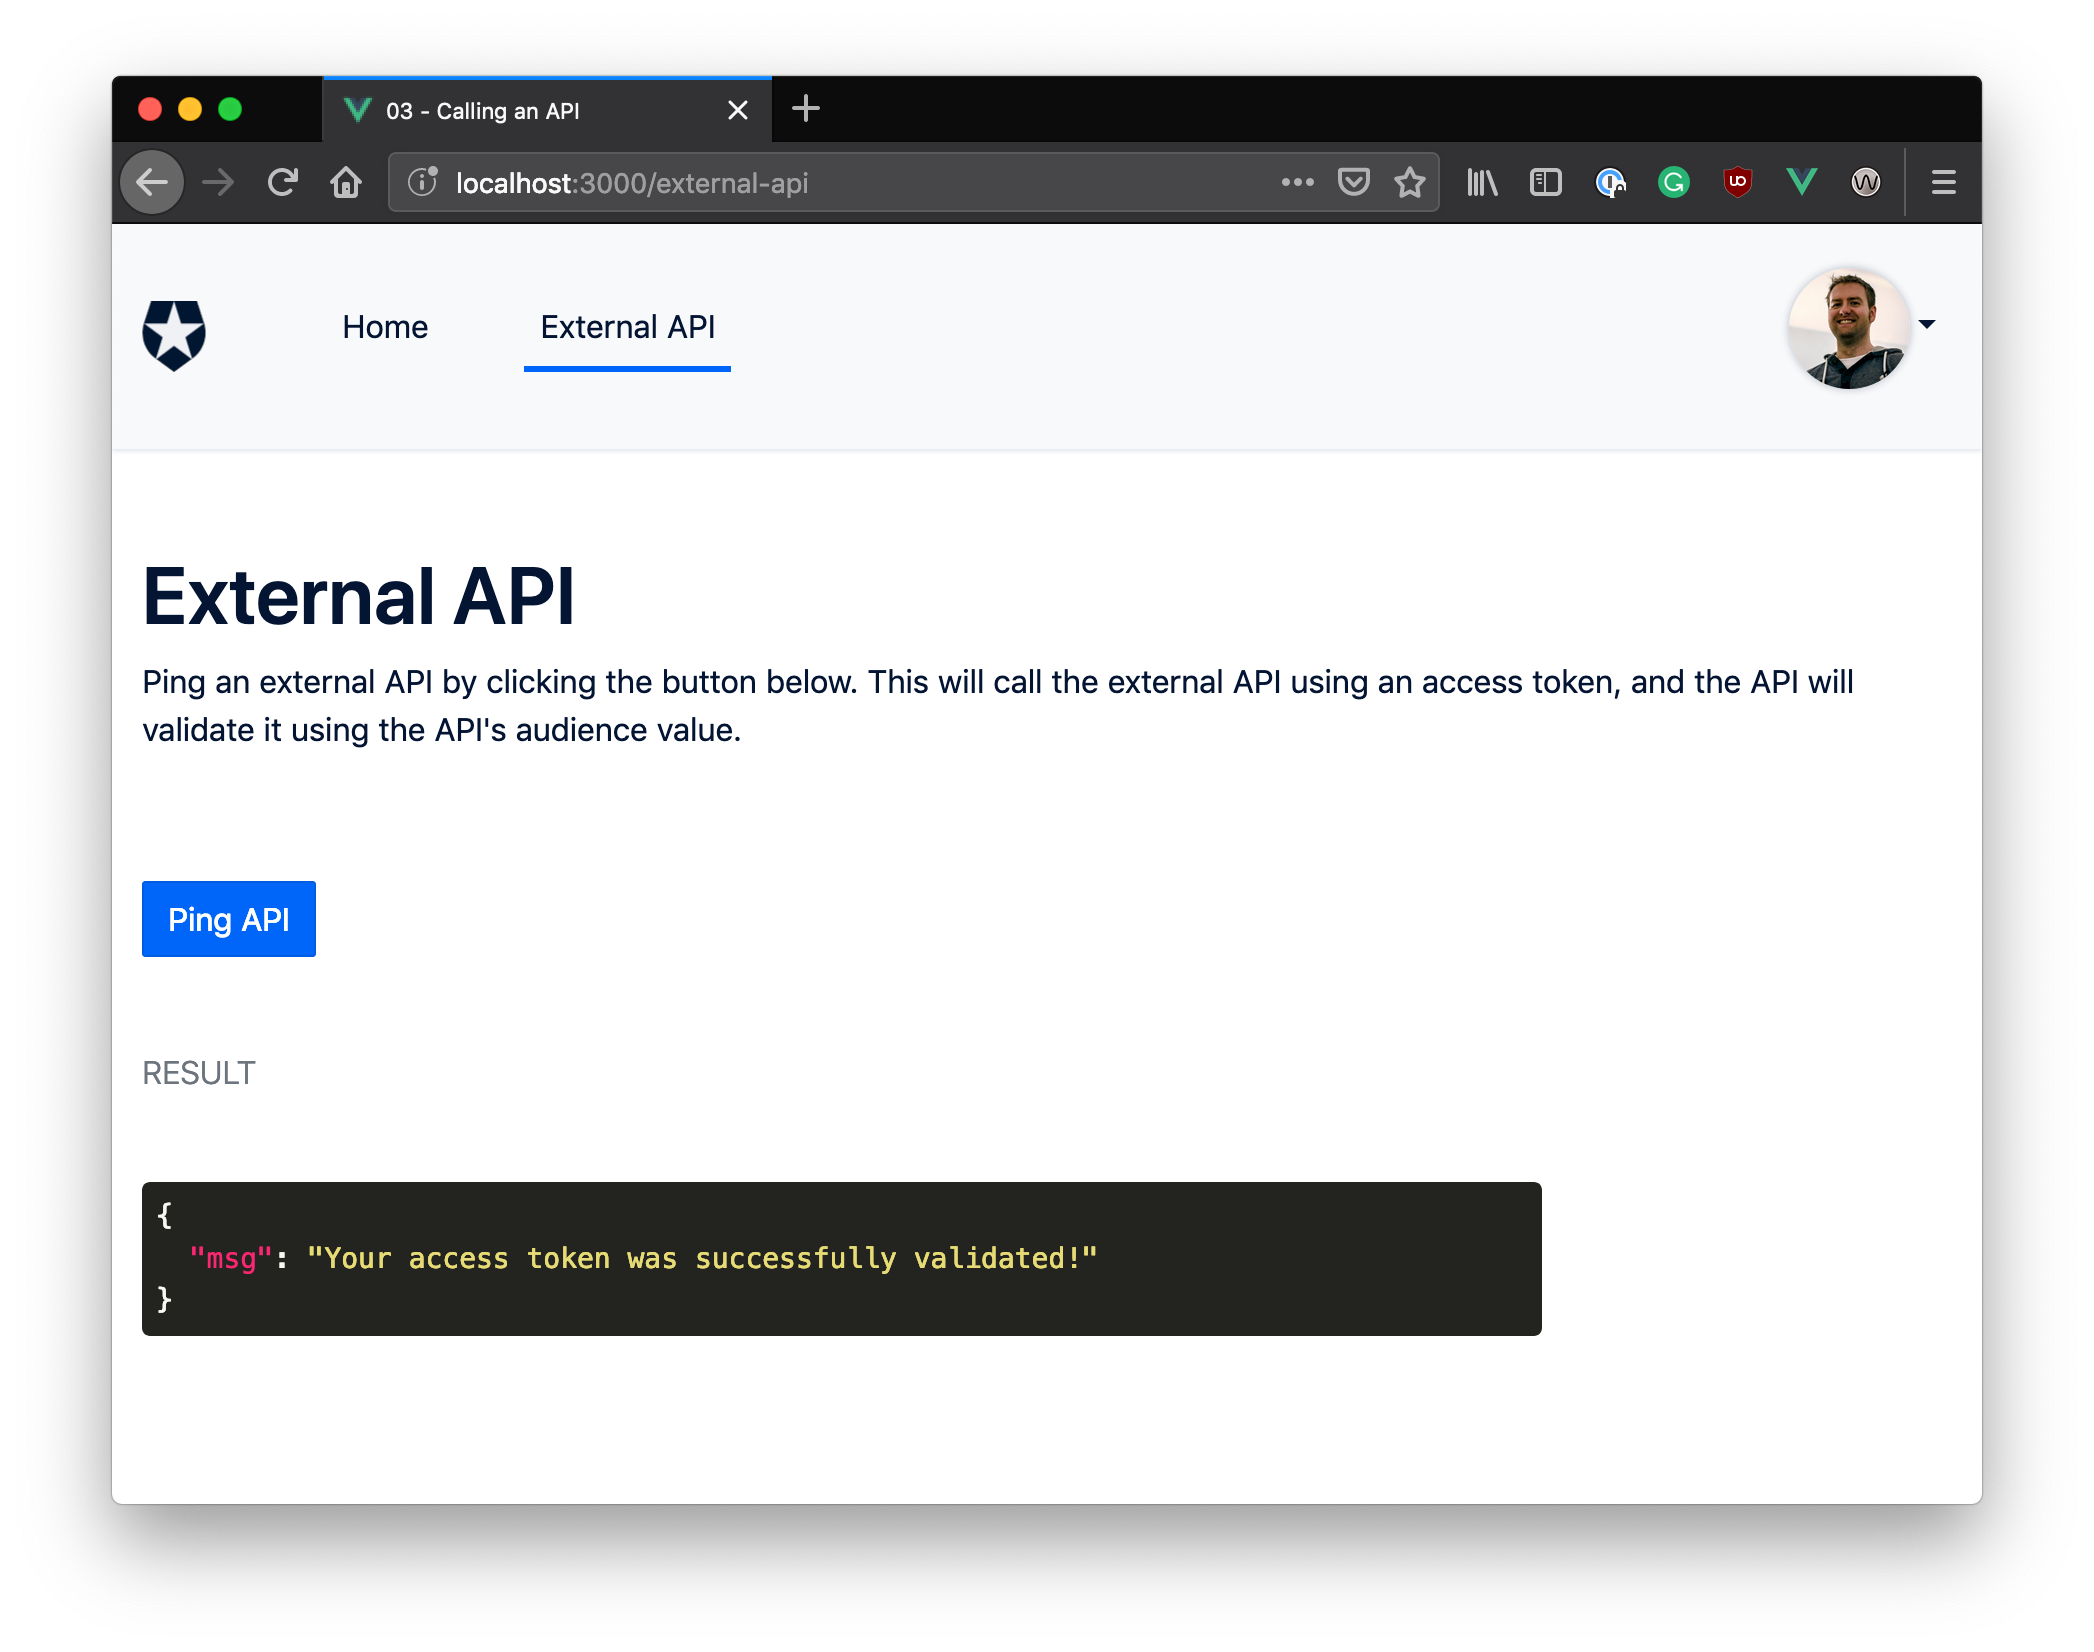 03 - Calling an API
localhost:3000/external-api
Home
External API
External API
Ping an external API by clicking the button below. This will call the external API using an access token, and the API will
validate it using the API's audience value.
Ping API
RESULT
{
"msg": "Your access token was successfully validated!"
}